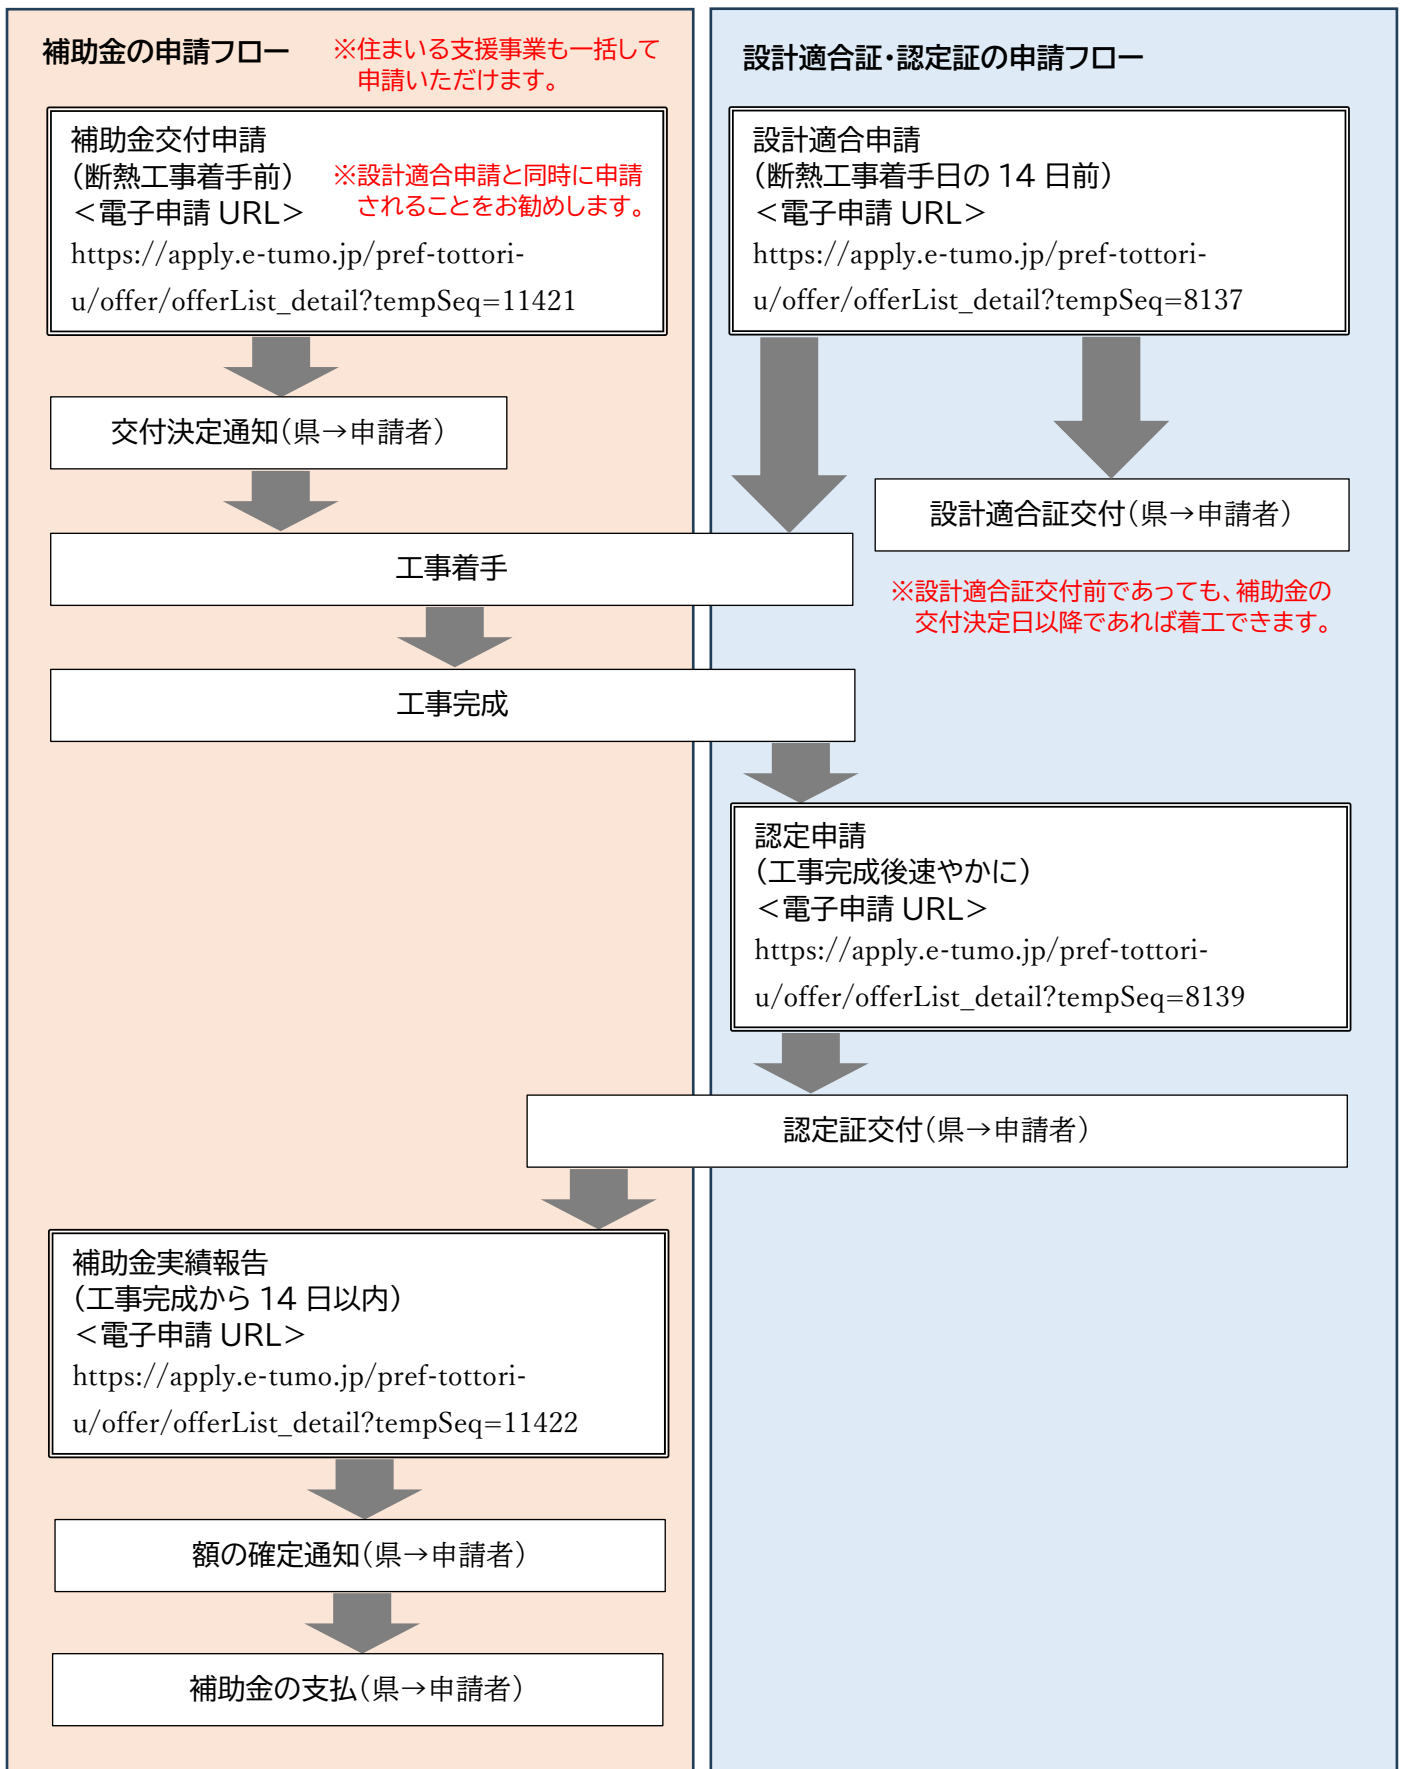 補助金の申請フロー
※住まいる支援事業も一括して
申請いただけます。
補助金交付申請
(断熱工事着手前)
※設計適合申請と同時に申請
されることをお勧めします。
＜電子申請 URL＞
https://apply.e-tumo.jp/pref-tottori-
u/offer/offerList_detail?tempSeq=11421
交付決定通知(県→申請者)
設計適合証・認定証の申請フロー
設計適合申請
(断熱工事着手日の 14 日前)
＜電子申請 URL＞
https://apply.e-tumo.jp/pref-tottori-
u/offer/offerList_detail?tempSeq=8137
設計適合証交付(県→申請者)
※設計適合証交付前であっても、補助金の
交付決定日以降であれば着工できます。
工事着手
工事完成
認定申請
(工事完成後速やかに)
＜電子申請 URL＞
https://apply.e-tumo.jp/pref-tottori-
u/offer/offerList_detail?tempSeq=8139
認定証交付(県→申請者)
補助金実績報告
(工事完成から 14 日以内)
＜電子申請 URL＞
https://apply.e-tumo.jp/pref-tottori-
u/offer/offerList_detail?tempSeq=11422
額の確定通知(県→申請者)
補助金の支払(県→申請者)